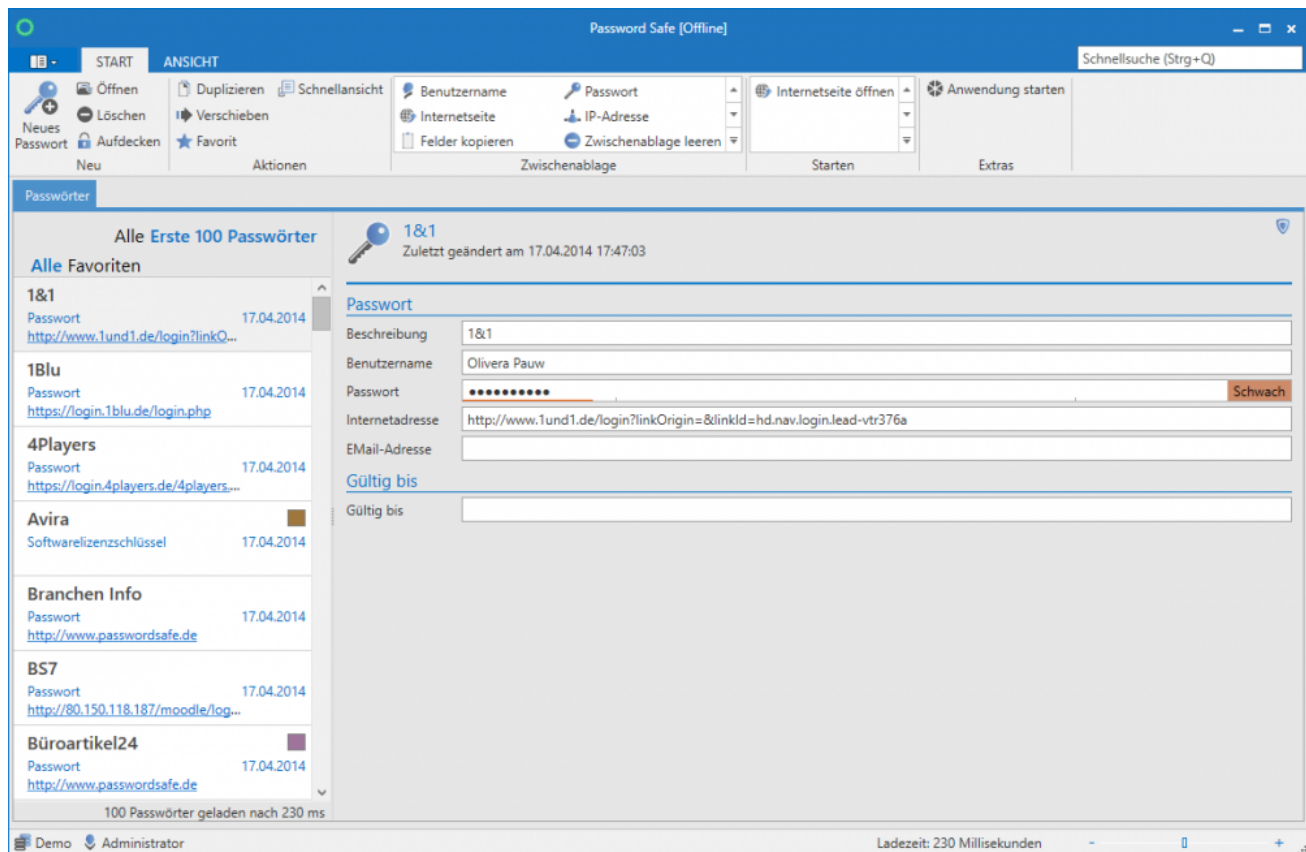 Password Safe [Offline]
START ANSICHT Schnellsuche (Strg+Q)
Neues Passwort
Öffnen
Löschen
Aufdecken
Neu
Duplizieren Schnellansicht
Verschieben
Favorit
Aktionen
Benutzername Passwort
Internetseite IP-Adresse
Felder kopieren Zwischenablage leeren
Zwischenablage
Internetseite öffnen
Starten
Anwendung starten
Extras
Passwörter
Alle Erste 100 Passwörter
Alle Favoriten
1&1
Passwort 17.04.2014
http://www.1und1.de/login?linkO...
1Blu
Passwort 17.04.2014
https://login.1blu.de/login.php
4Players
Passwort 17.04.2014
https://login.4players.de/4players....
Avira
Softwarelizenzschlüssel 17.04.2014
Branchen Info
Passwort 17.04.2014
http://www.passwordsafe.de
BS7
Passwort 17.04.2014
http://80.150.118.187/moodle/log...
Büroartikel24
Passwort 17.04.2014
http://www.passwordsafe.de
100 Passwörter geladen nach 230 ms
1&1
Zuletzt geändert am 17.04.2014 17:47:03
Passwort
Beschreibung 1&1
Benutzername Olivera Pauw
Passwort •••••••••• Schwach
Internetadresse http://www.1und1.de/login?linkOrigin=&linkId=hd.nav.login.lead-vtr376a
EMail-Adresse
Gültig bis
Gültig bis
Demo Administrator Ladezeit: 230 Millisekunden - +